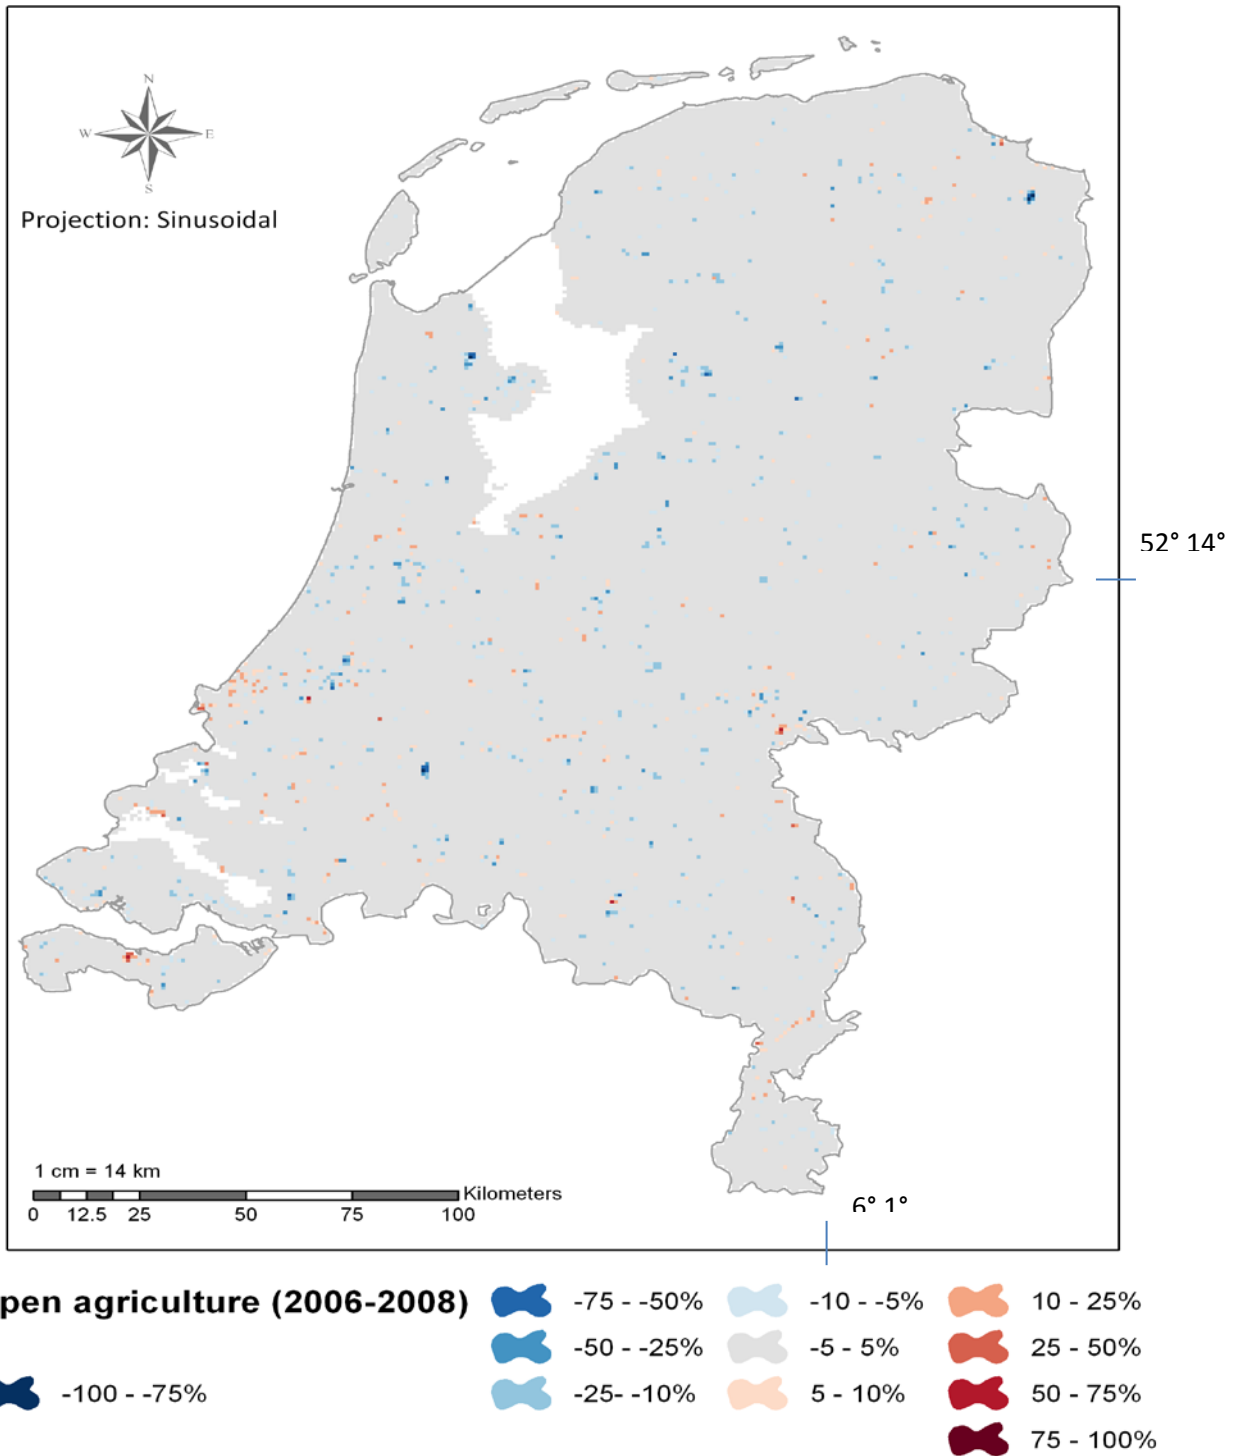 N
W E
S
Projection: Sinusoidal
52° 14°
1 cm = 14 km
Kilometers
0 12.5 25 50 75 100
6° 1°
pen agriculture (2006-2008)
-75 - -50% -10 - -5% 10 - 25%
-50 - -25% -5 - 5% 25 - 50%
-100 - -75% -25- -10% 5 - 10% 50 - 75%
75 - 100%